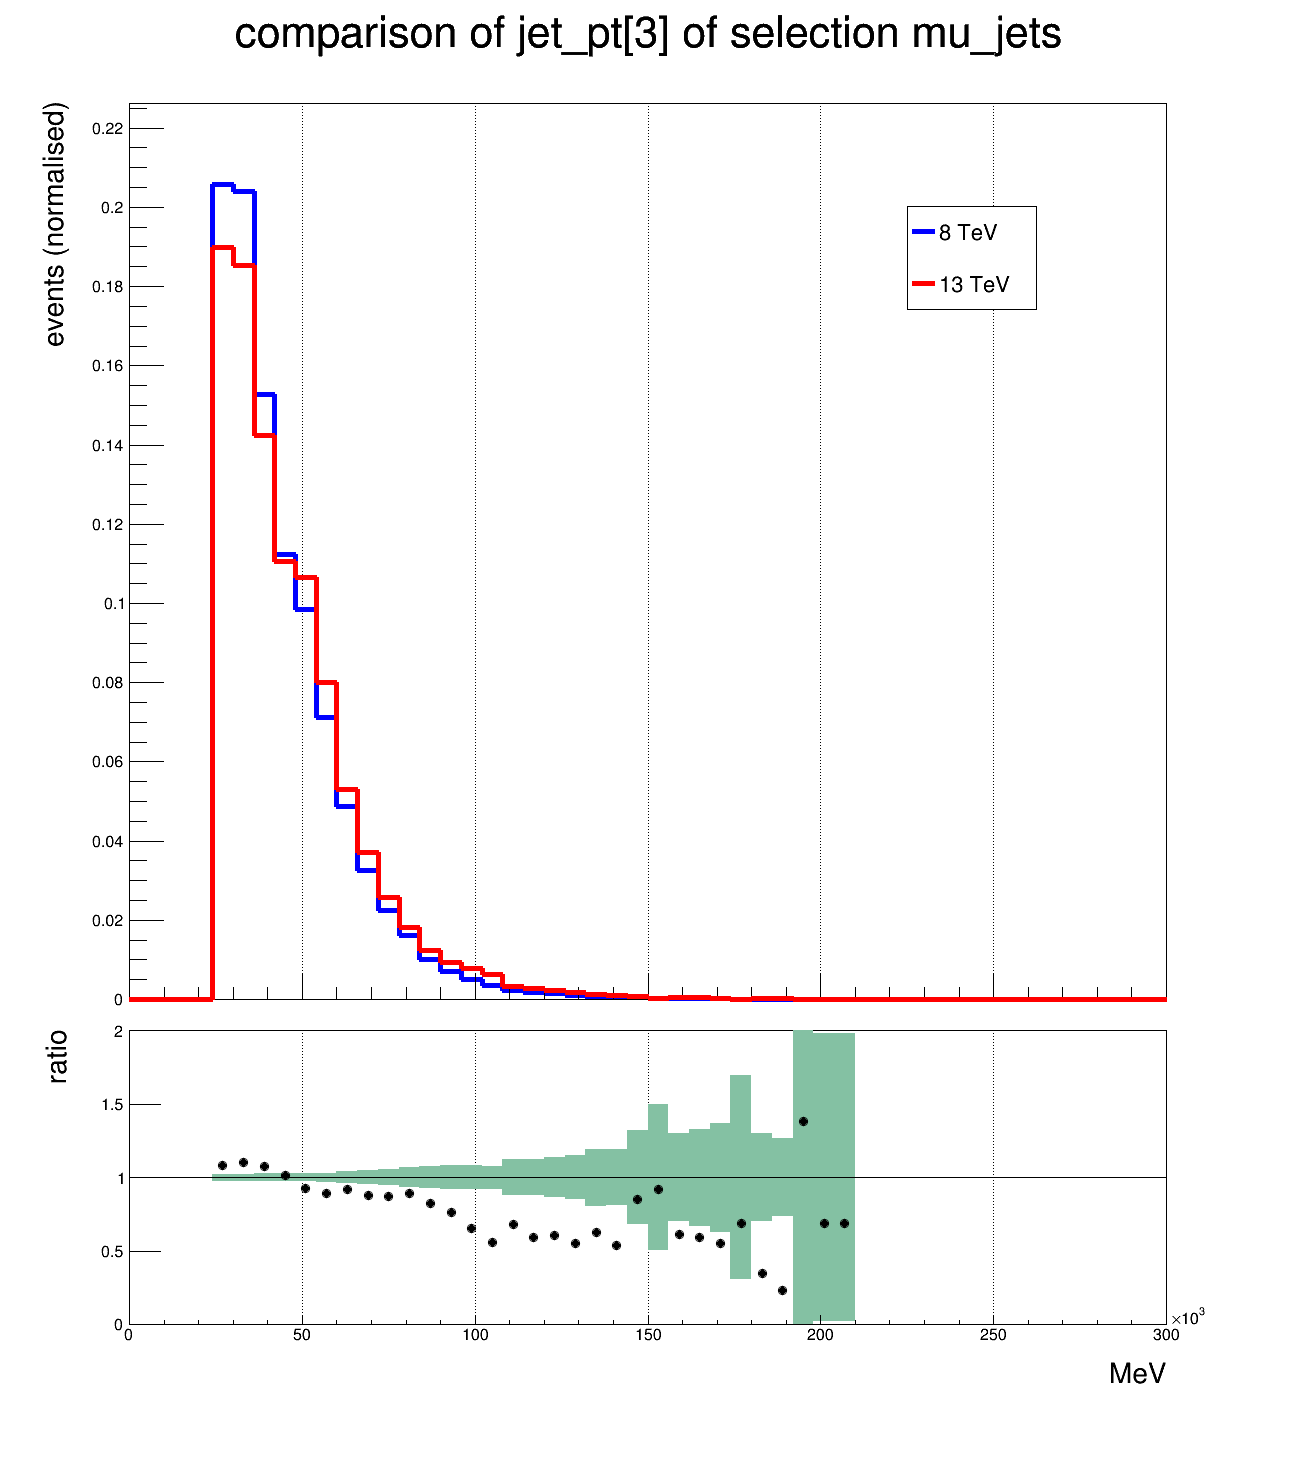 comparison of jet_pt[3] of selection mu_jets
events (normalised)
0.22
0.2
0.18
0.16
0.14
0.12
0.1
0.08
0.06
0.04
0.02
0
8 TeV
13 TeV
ratio
2
1.5
1
0.5
0
0 50 100 150 200 250 300
×10³
MeV